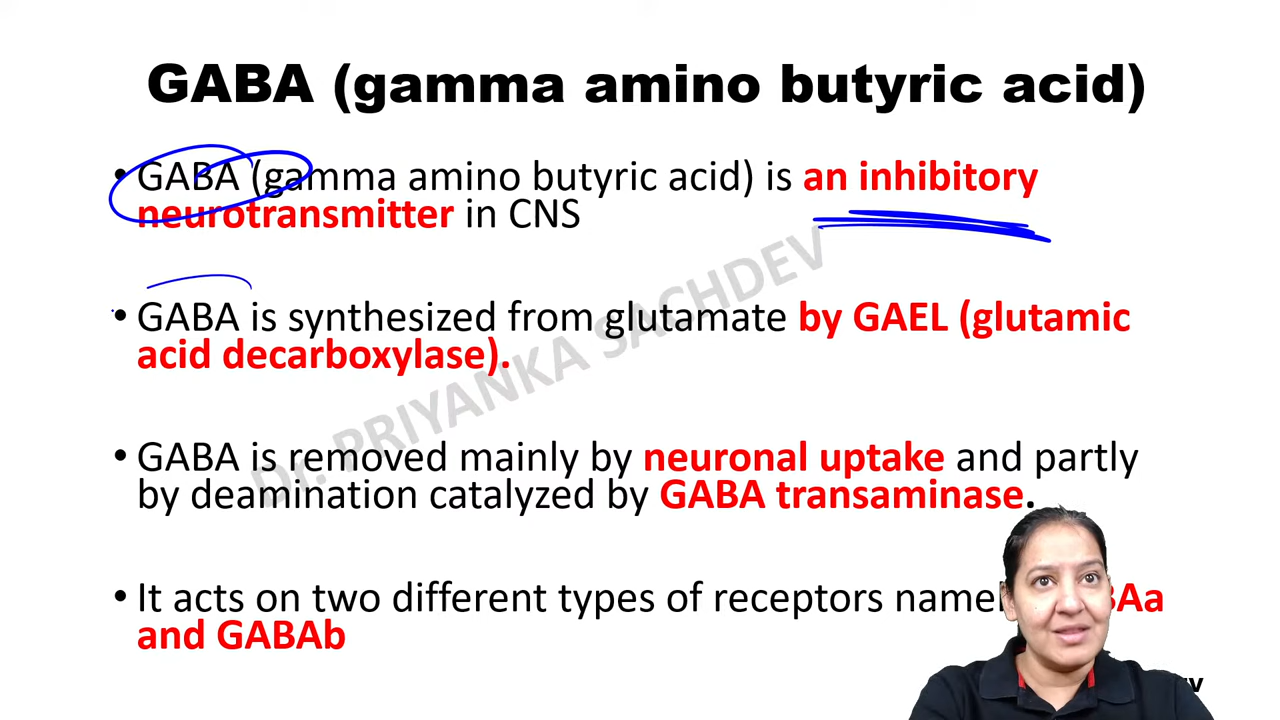 GABA (gamma amino butyric acid)
• GABA (gamma amino butyric acid) is an inhibitory
neurotransmitter in CNS
• GABA is synthesized from glutamate by GAEL (glutamic
acid decarboxylase).
• GABA is removed mainly by neuronal uptake and partly
by deamination catalyzed by GABA transaminase.
• It acts on two different types of receptors
and GABAb
Dr. PRIYANKA SACHDEV